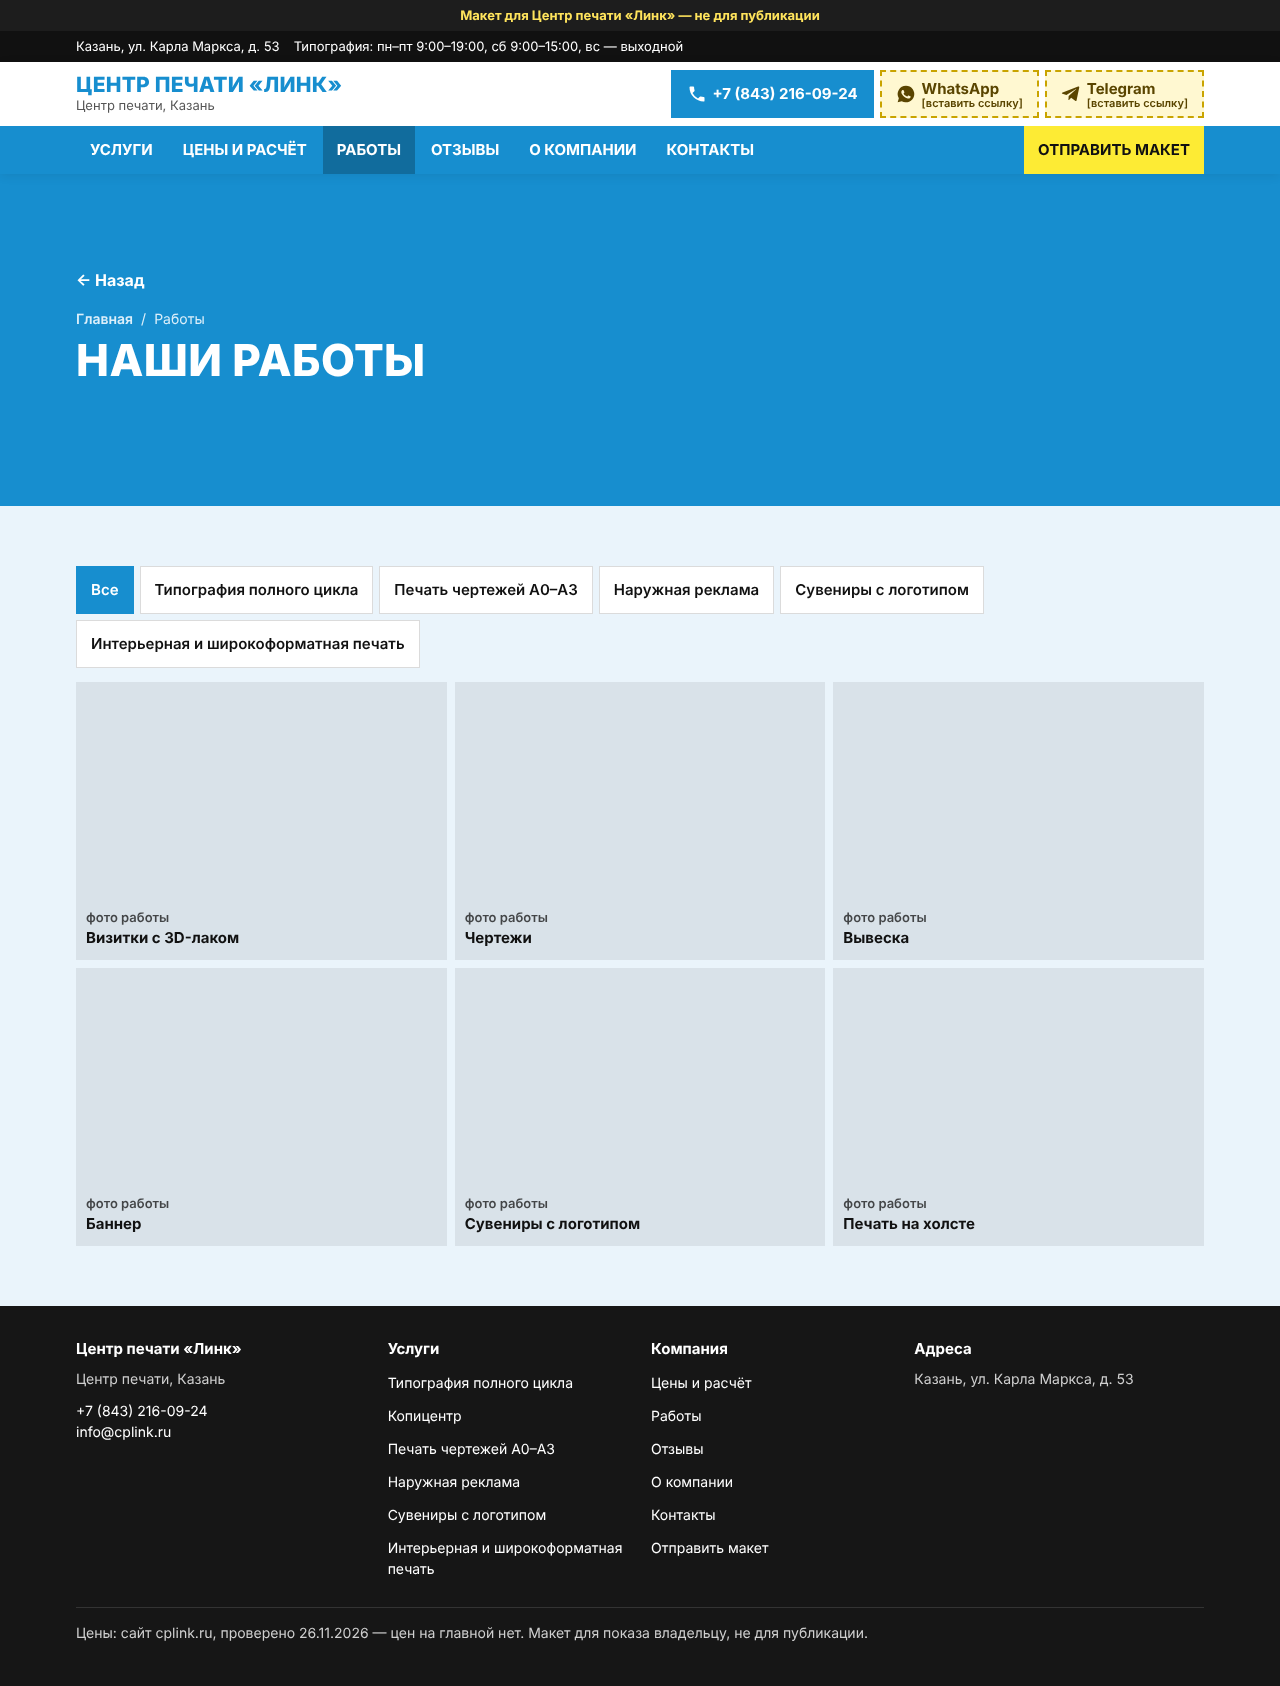 Макет для Центр печати «Линк» — не для публикации
Казань, ул. Карла Маркса, д. 53 Типография: пн–пт 9:00–19:00, сб 9:00–15:00, вс — выходной
ЦЕНТР ПЕЧАТИ «ЛИНК»
Центр печати, Казань
+7 (843) 216-09-24
WhatsApp
[вставить ссылку]
Telegram
[вставить ссылку]
УСЛУГИ ЦЕНЫ И РАСЧЁТ РАБОТЫ ОТЗЫВЫ О КОМПАНИИ КОНТАКТЫ ОТПРАВИТЬ МАКЕТ
← Назад
Главная / Работы
НАШИ РАБОТЫ
Все Типография полного цикла Печать чертежей А0–А3 Наружная реклама Сувениры с логотипом
Интерьерная и широкоформатная печать
фото работы
Визитки с 3D-лаком
фото работы
Чертежи
фото работы
Вывеска
фото работы
Баннер
фото работы
Сувениры с логотипом
фото работы
Печать на холсте
Центр печати «Линк»
Центр печати, Казань
+7 (843) 216-09-24
info@cplink.ru
Услуги
Типография полного цикла
Копицентр
Печать чертежей А0–А3
Наружная реклама
Сувениры с логотипом
Интерьерная и широкоформатная
печать
Компания
Цены и расчёт
Работы
Отзывы
О компании
Контакты
Отправить макет
Адреса
Казань, ул. Карла Маркса, д. 53
Цены: сайт cplink.ru, проверено 26.11.2026 — цен на главной нет. Макет для показа владельцу, не для публикации.